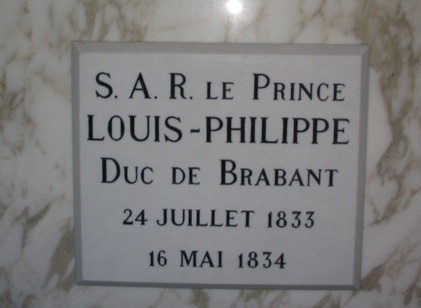 S. A. R. LE PRINCE
LOUIS-PHILIPPE
DUC DE BRABANT
24 JUILLET 1833
16 MAI 1834